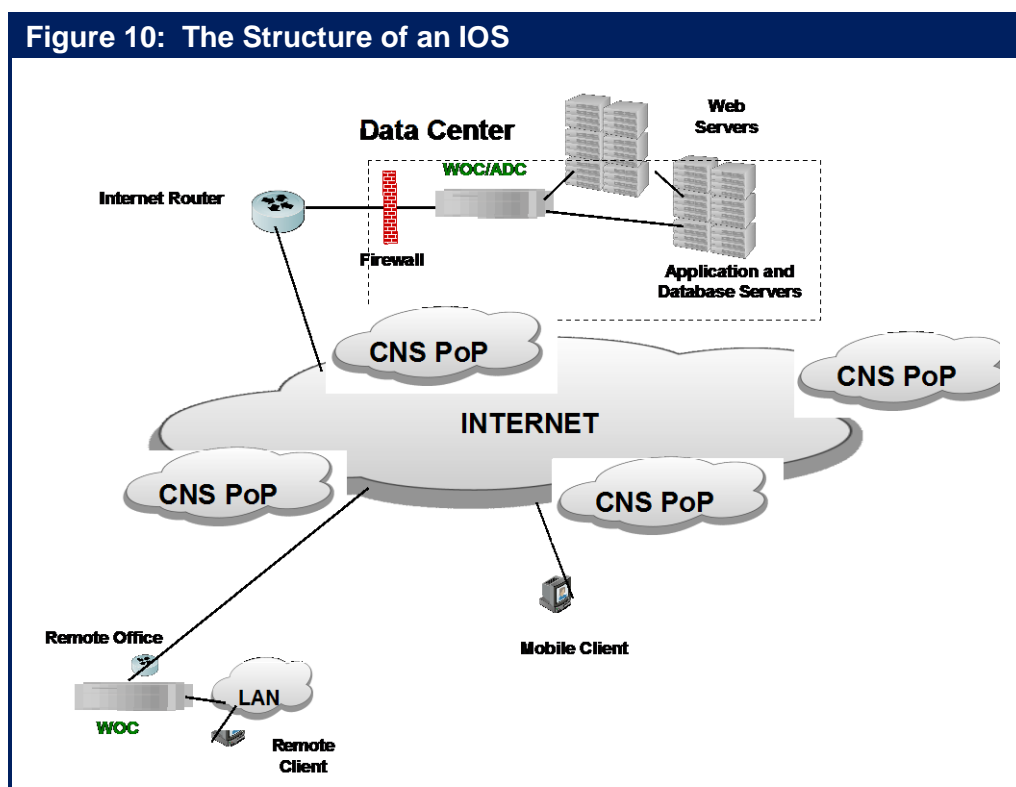 Figure 10:  The Structure of an IOS
Web
Servers
Data Center
WOC/ADC
Internet Router
Firewall
Application and
Database Servers
CNS PoP
CNS PoP
INTERNET
CNS PoP
CNS PoP
Remote Office
Mobile Client
LAN
WOC
Remote
Client